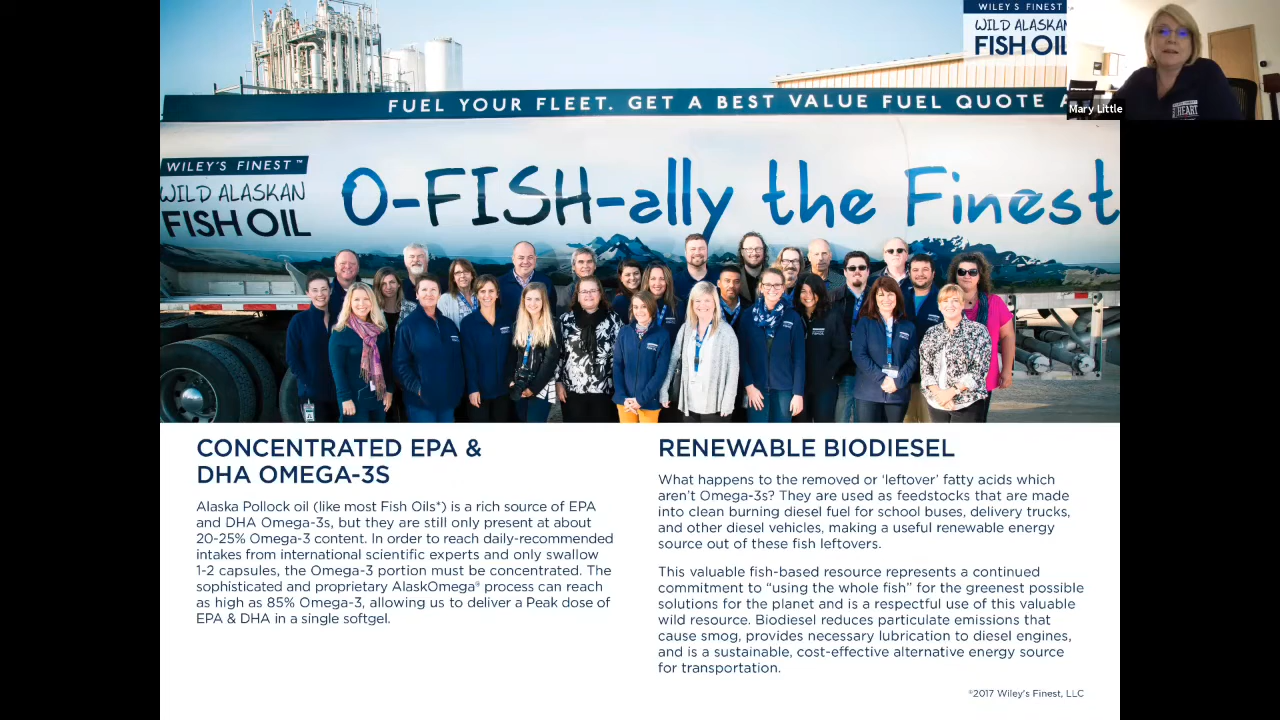 WILEY'S FINEST
WILD ALASKAN
FISH OIL
Mary Little
FUEL YOUR FLEET. GET A BEST VALUE FUEL QUOTE
WILEY'S FINEST™
WILD ALASKAN
FISH OIL
O-FISH-ally the Finest
CONCENTRATED EPA &
DHA OMEGA-3S
Alaska Pollock oil (like most Fish Oils*) is a rich source of EPA
and DHA Omega-3s, but they are still only present at about
20-25% Omega-3 content. In order to reach daily-recommended
intakes from international scientific experts and only swallow
1-2 capsules, the Omega-3 portion must be concentrated. The
sophisticated and proprietary AlaskOmega® process can reach
as high as 85% Omega-3, allowing us to deliver a Peak dose of
EPA & DHA in a single softgel.
RENEWABLE BIODIESEL
What happens to the removed or 'leftover' fatty acids which
aren't Omega-3s? They are used as feedstocks that are made
into clean burning diesel fuel for school buses, delivery trucks,
and other diesel vehicles, making a useful renewable energy
source out of these fish leftovers.
This valuable fish-based resource represents a continued
commitment to “using the whole fish” for the greenest possible
solutions for the planet and is a respectful use of this valuable
wild resource. Biodiesel reduces particulate emissions that
cause smog, provides necessary lubrication to diesel engines,
and is a sustainable, cost-effective alternative energy source
for transportation.
©2017 Wiley's Finest, LLC